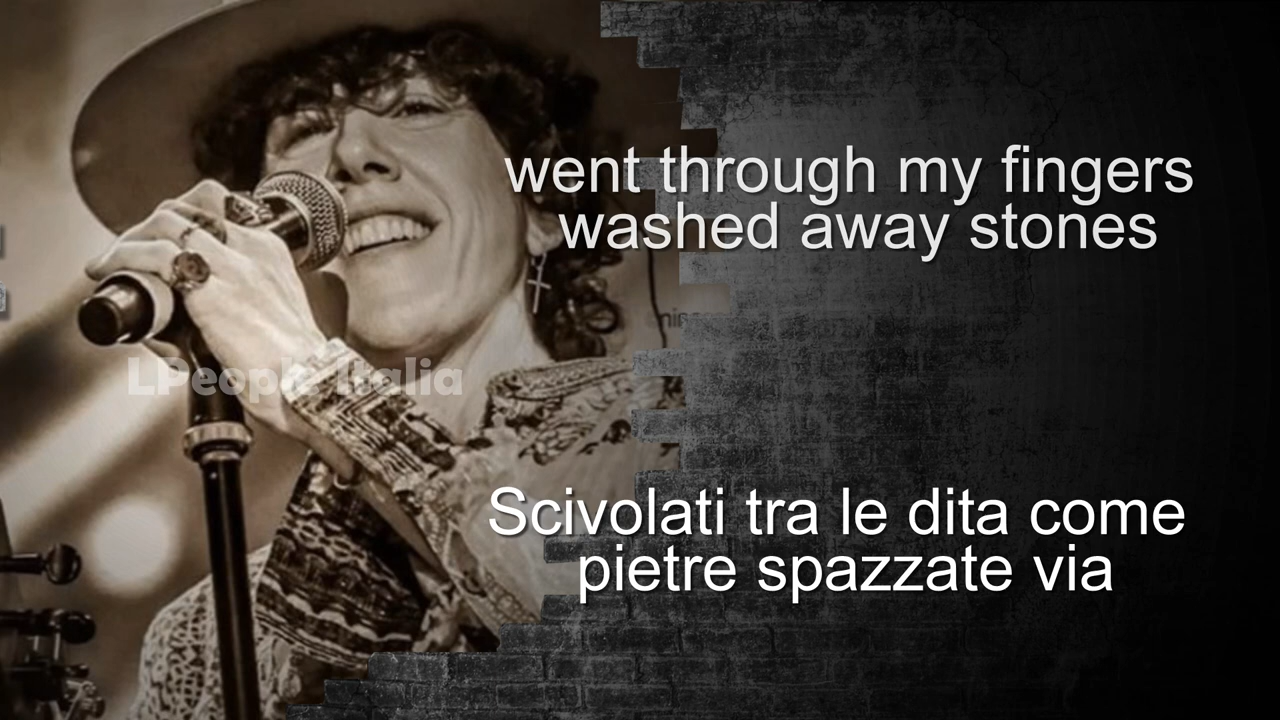 went through my fingers
washed away stones
LPeople Italia
Scivolati tra le dita come
pietre spazzate via